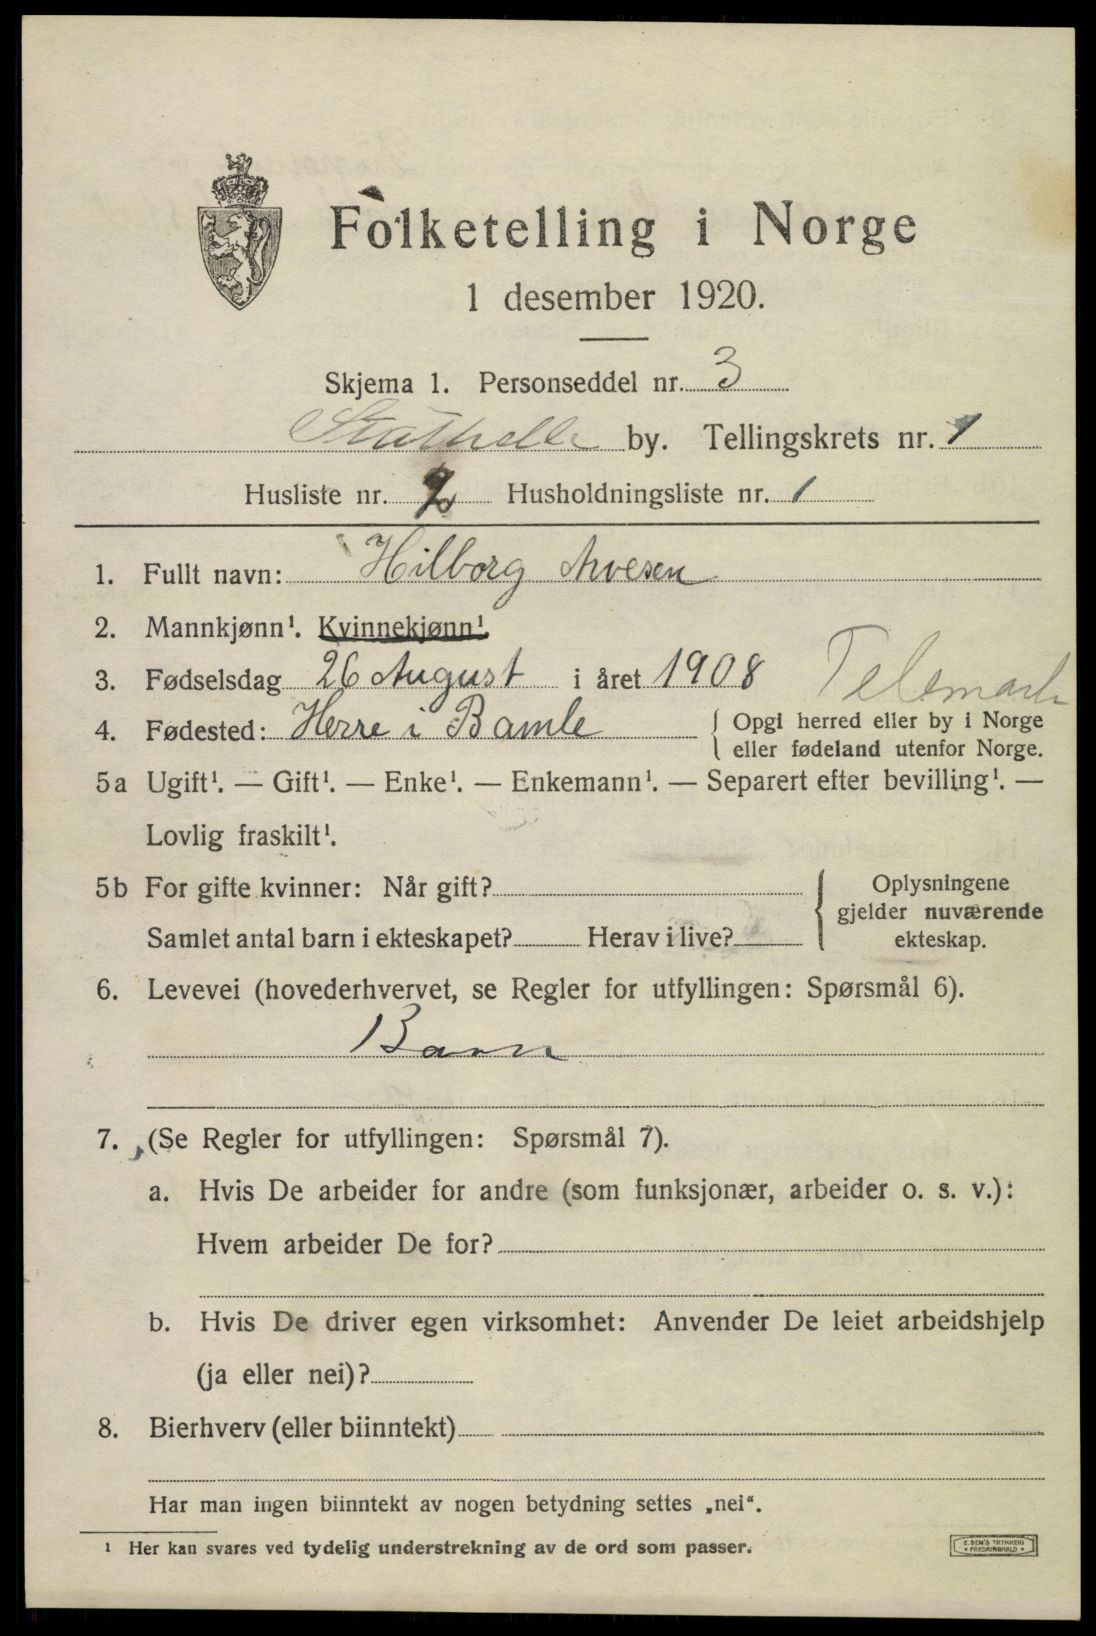 Folketelling i Norge
1 desember 1920.
Skjema 1. Personseddel nr. 3
Stathelle by. Tellingskrets nr. 1
Husliste nr. 2 Husholdningsliste nr. 1
1. Fullt navn: Hilborg Arvesen
2. Mannkjønn¹. Kvinnekjønn¹.
3. Fødselsdag 26 August i året 1908 Telemark
4. Fødested: Herre i Bamle { Opgi herred eller by i Norge
eller fødeland utenfor Norge.
5a Ugift¹. — Gift¹. — Enke¹. — Enkemann¹. — Separert efter bevilling¹. —
Lovlig fraskilt¹.
5b For gifte kvinner: Når gift? { Oplysningene
gjelder nuværende
Samlet antal barn i ekteskapet? Herav i live? ekteskap.
6. Levevei (hovederhvervet, se Regler for utfyllingen: Spørsmål 6).
Barn
7. (Se Regler for utfyllingen: Spørsmål 7).
a. Hvis De arbeider for andre (som funksjonær, arbeider o. s. v.):
Hvem arbeider De for?
b. Hvis De driver egen virksomhet: Anvender De leiet arbeidshjelp
(ja eller nei)?
8. Bierhverv (eller biinntekt)
Har man ingen biinntekt av nogen betydning settes „nei“.
¹ Her kan svares ved tydelig understrekning av de ord som passer.
E. SEM'S TRYKKERI
• FREDRIKSHALD •